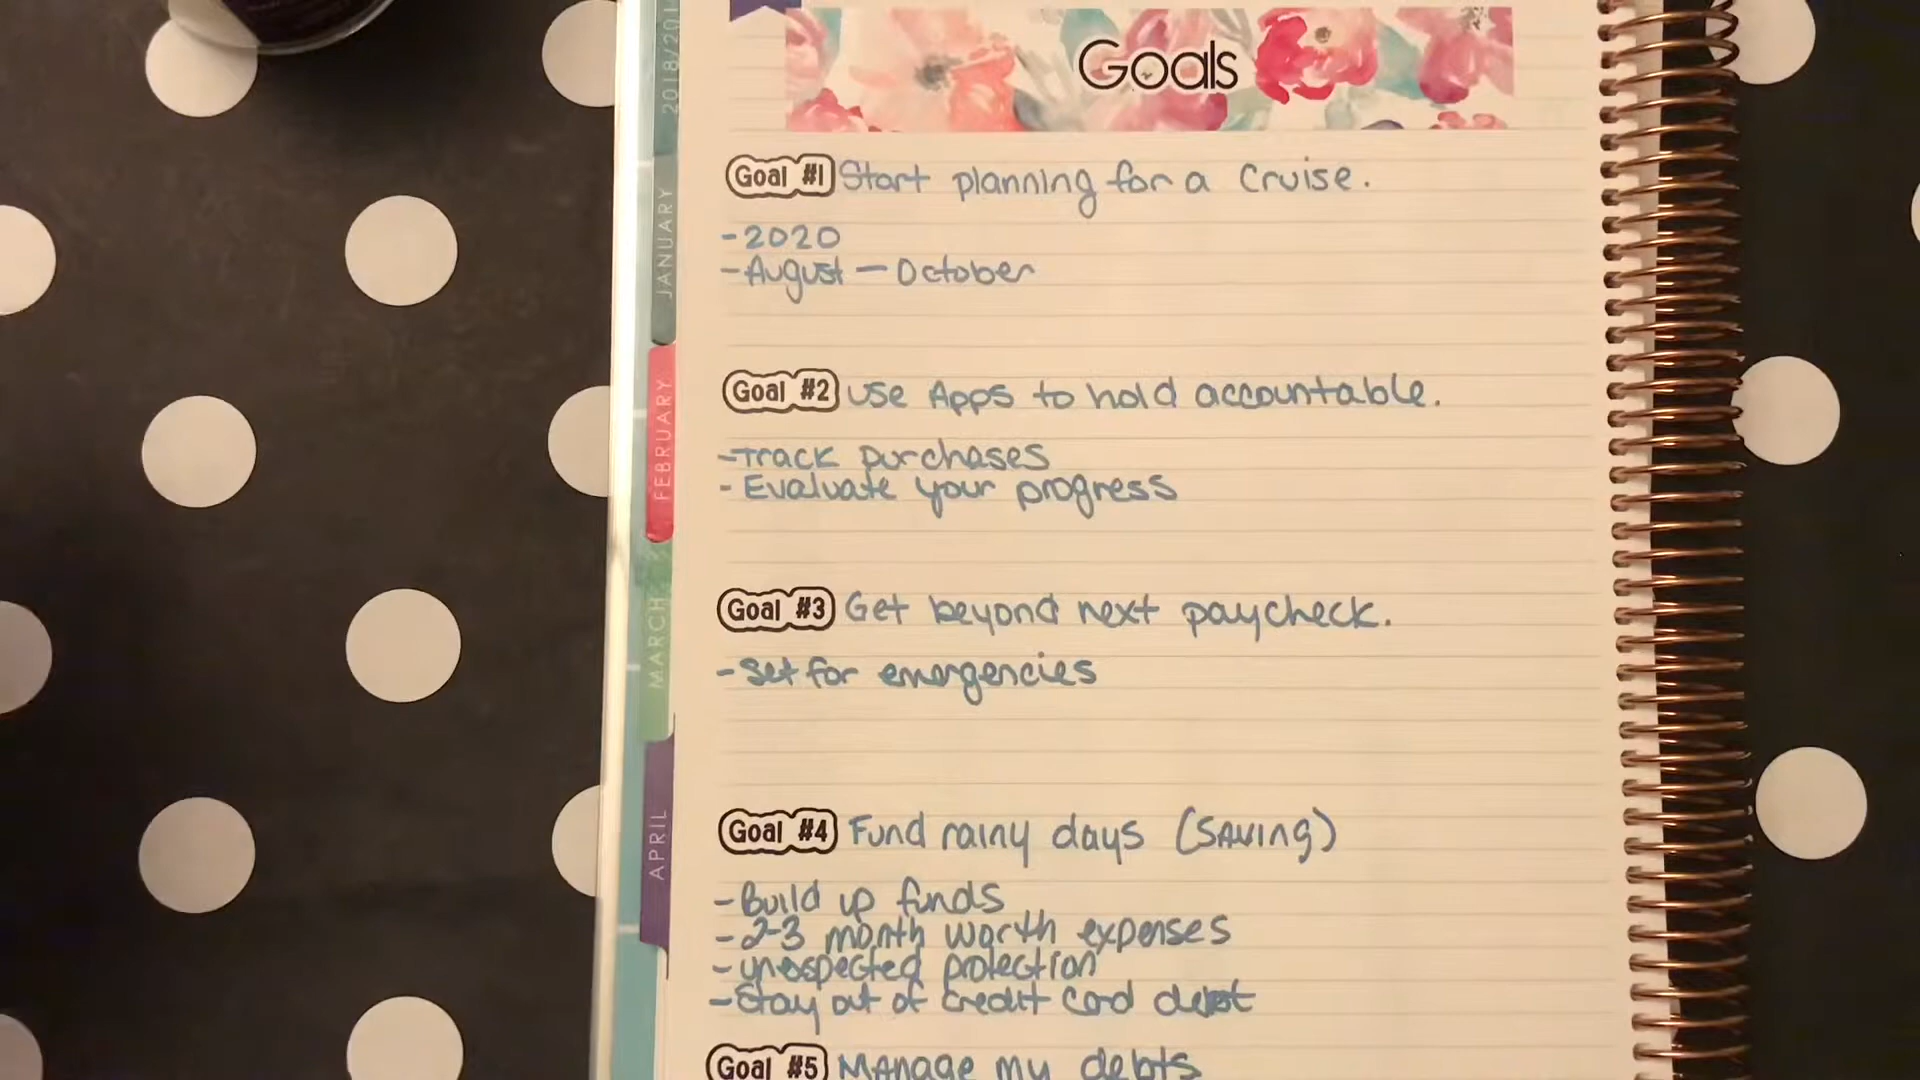 Goals
Goal #1 Start planning for a cruise.
-2020
-August - October
Goal #2 use Apps to hold accountable.
-Track purchases
-Evaluate your progress
Goal #3 Get beyond next paycheck.
-Set for emergencies
Goal #4 Fund rainy days (SAVING)
-Build up funds
-2-3 month worth expenses
-unexspected protection
-Stay out of credit card debt
Goal #5 Manage my debts
2018/201
JANUARY
FEBRUARY
MARCH
APRIL